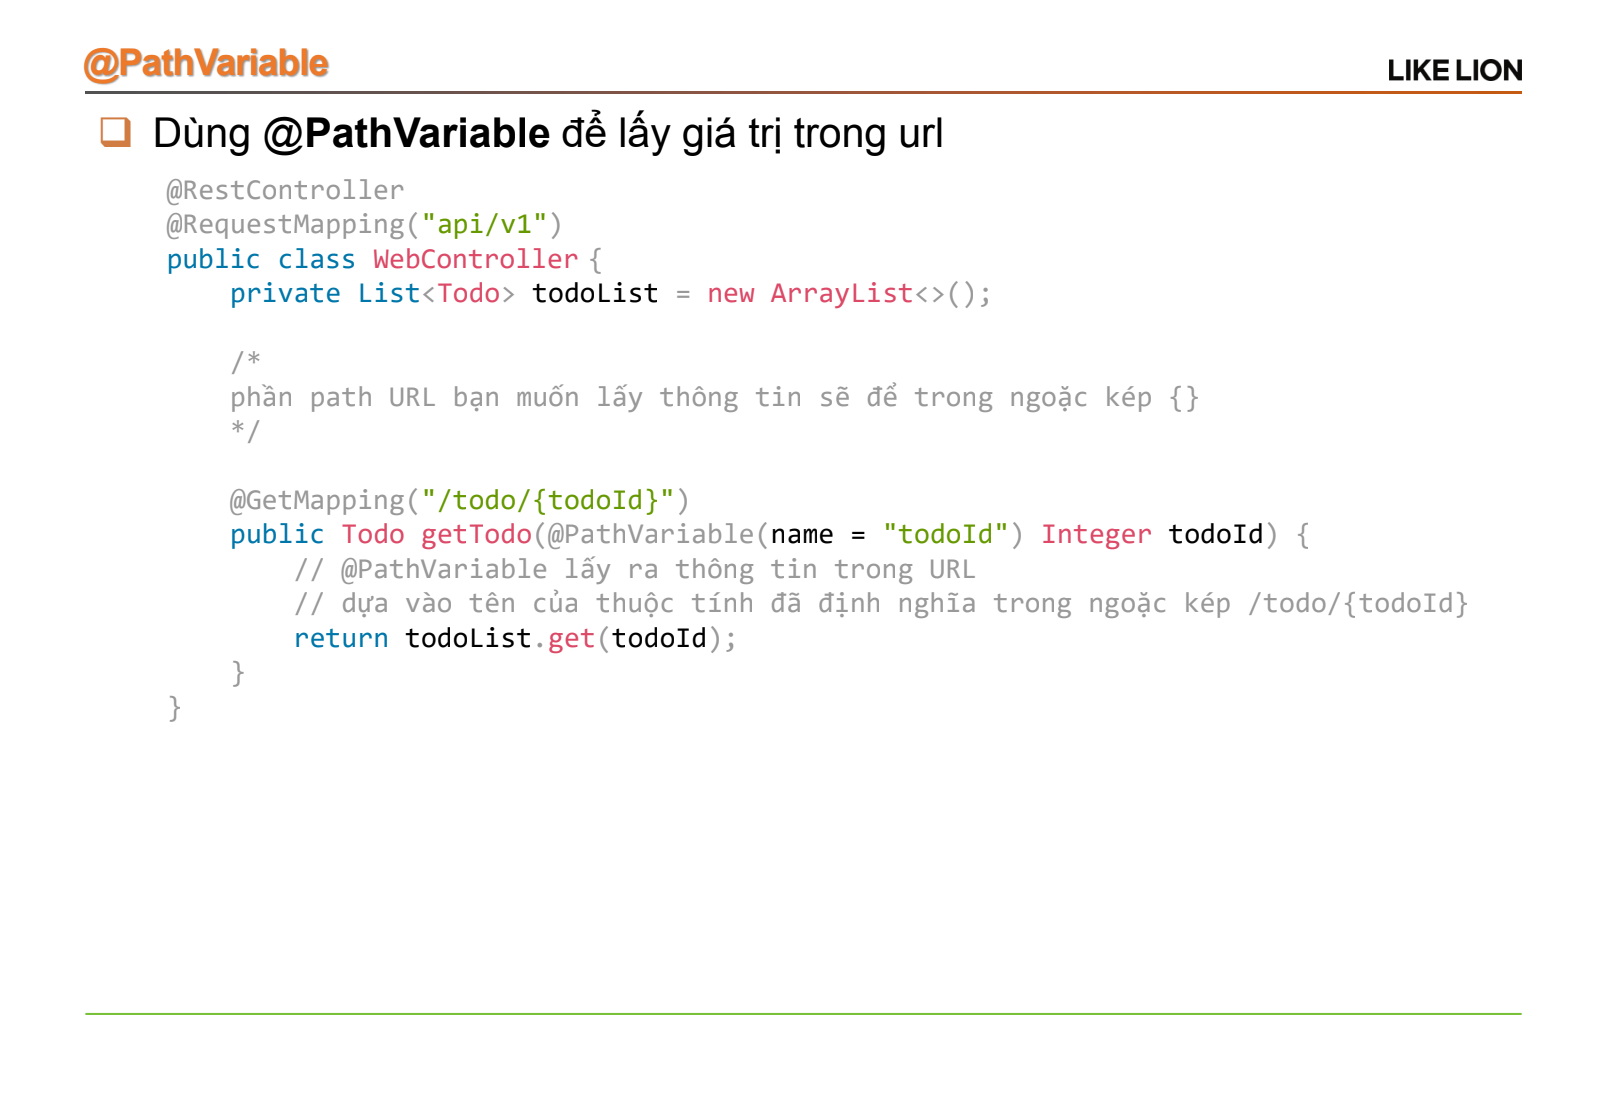 @PathVariable
LIKE LION
Dùng @PathVariable để lấy giá trị trong url
@RestController
@RequestMapping("api/v1")
public class WebController {
    private List<Todo> todoList = new ArrayList<>();
    /*
    phần path URL bạn muốn lấy thông tin sẽ để trong ngoặc kép {}
    */
    @GetMapping("/todo/{todoId}")
    public Todo getTodo(@PathVariable(name = "todoId") Integer todoId) {
        // @PathVariable lấy ra thông tin trong URL
        // dựa vào tên của thuộc tính đã định nghĩa trong ngoặc kép /todo/{todoId}
        return todoList.get(todoId);
    }
}